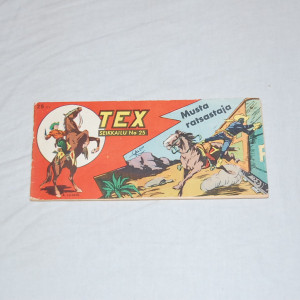 TEX
SEIKKAILU No 25
Musta
ratsastaja